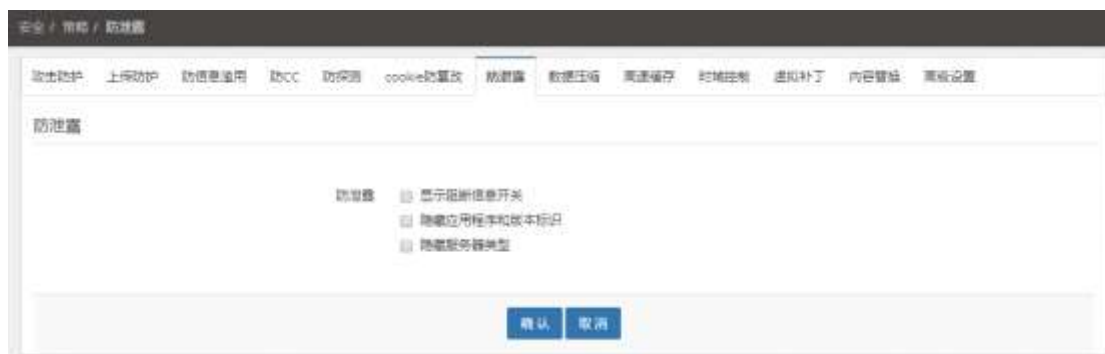 安全 / 策略 / 防泄露
攻击防护 上传防护 防信息滥用 防CC 防探测 cookie防篡改 防泄露 数据压缩 高速缓存 时域控制 虚拟补丁 内容替换 高级设置
防泄露
防泄露 显示阻断信息开关
隐藏应用程序和版本标识
隐藏服务器类型
确认 取消